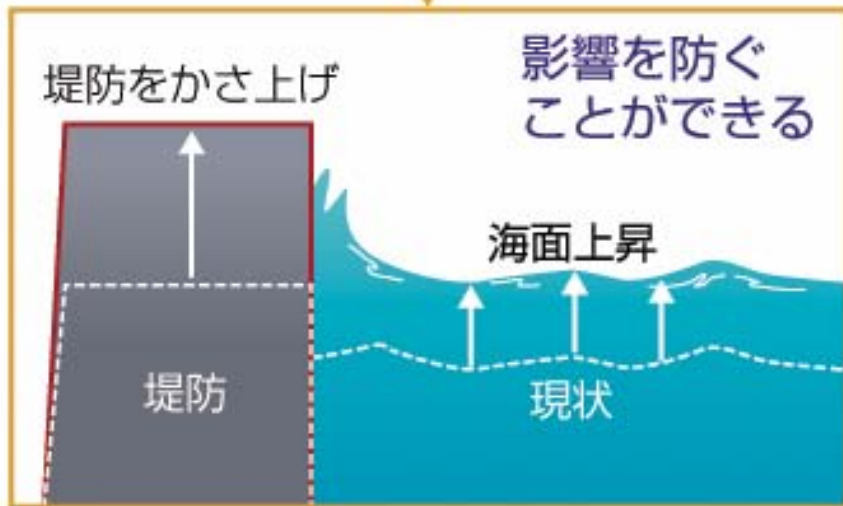 堤防をかさ上げ
影響を防ぐ
ことができる
海面上昇
堤防
現状